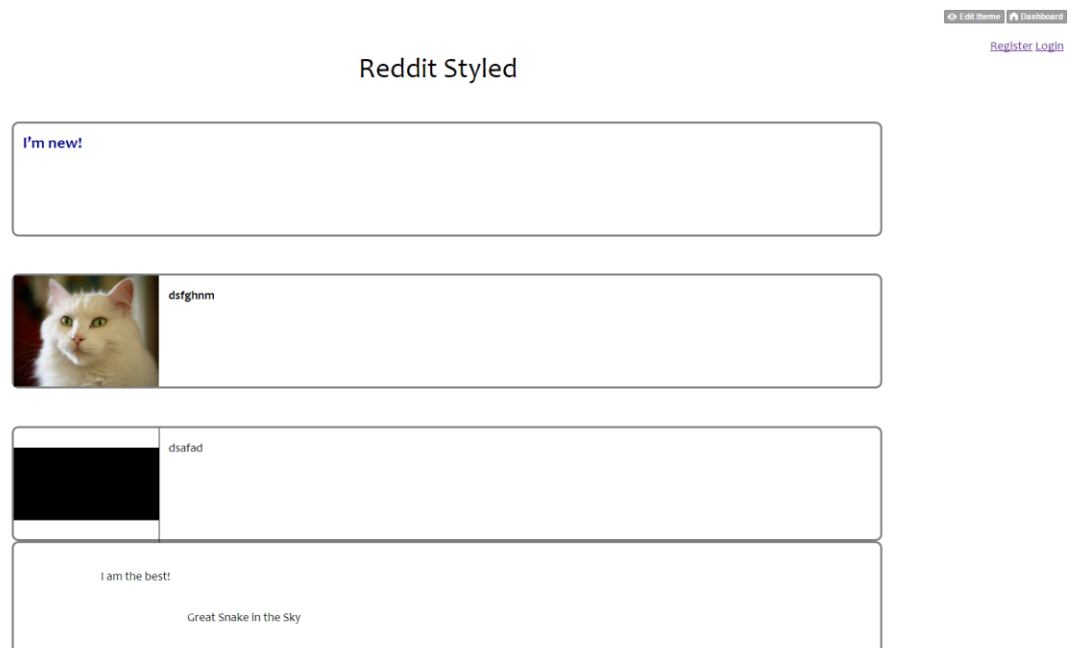 Edit theme Dashboard
Register Login
Reddit Styled
I'm new!
dsfghnm
dsafad
I am the best!
Great Snake in the Sky